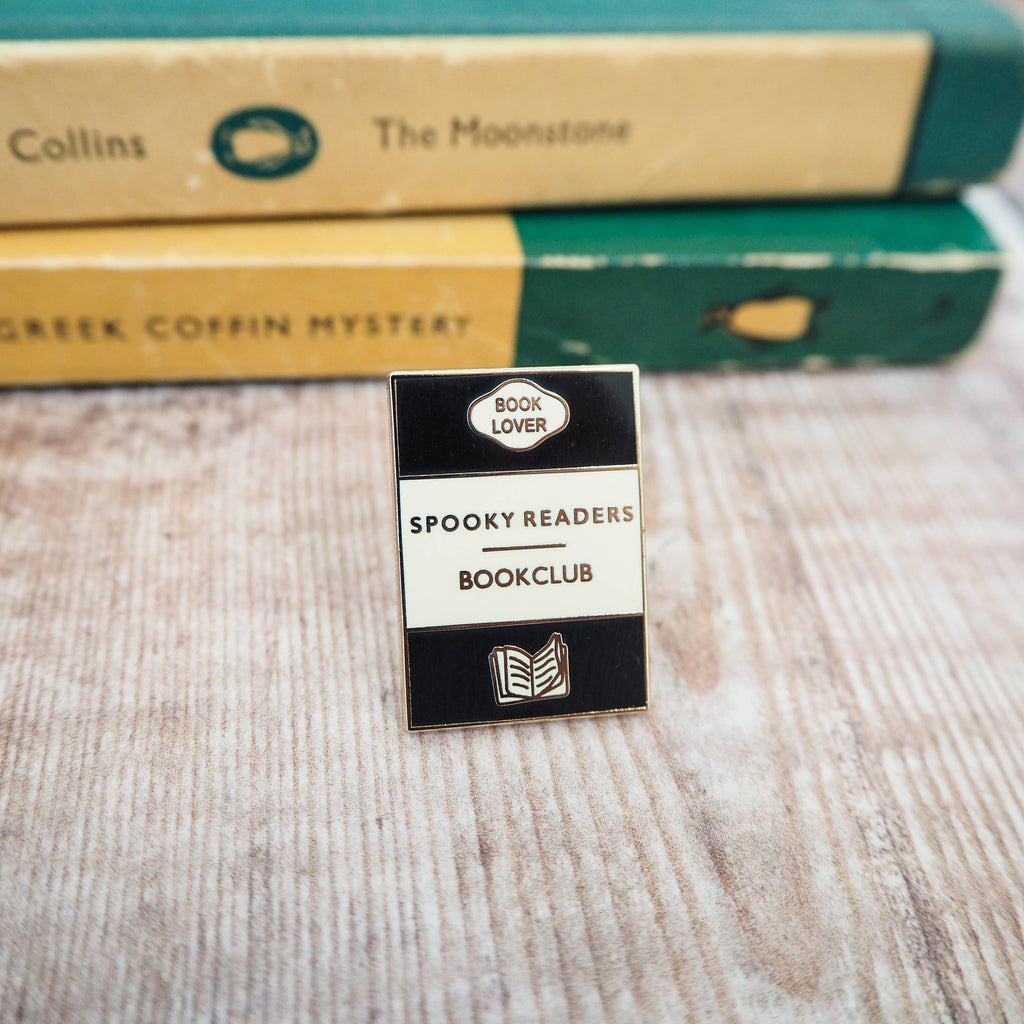 Collins The Moonstone
GREEK COFFIN MYSTERY
BOOK
LOVER
SPOOKY READERS
BOOKCLUB